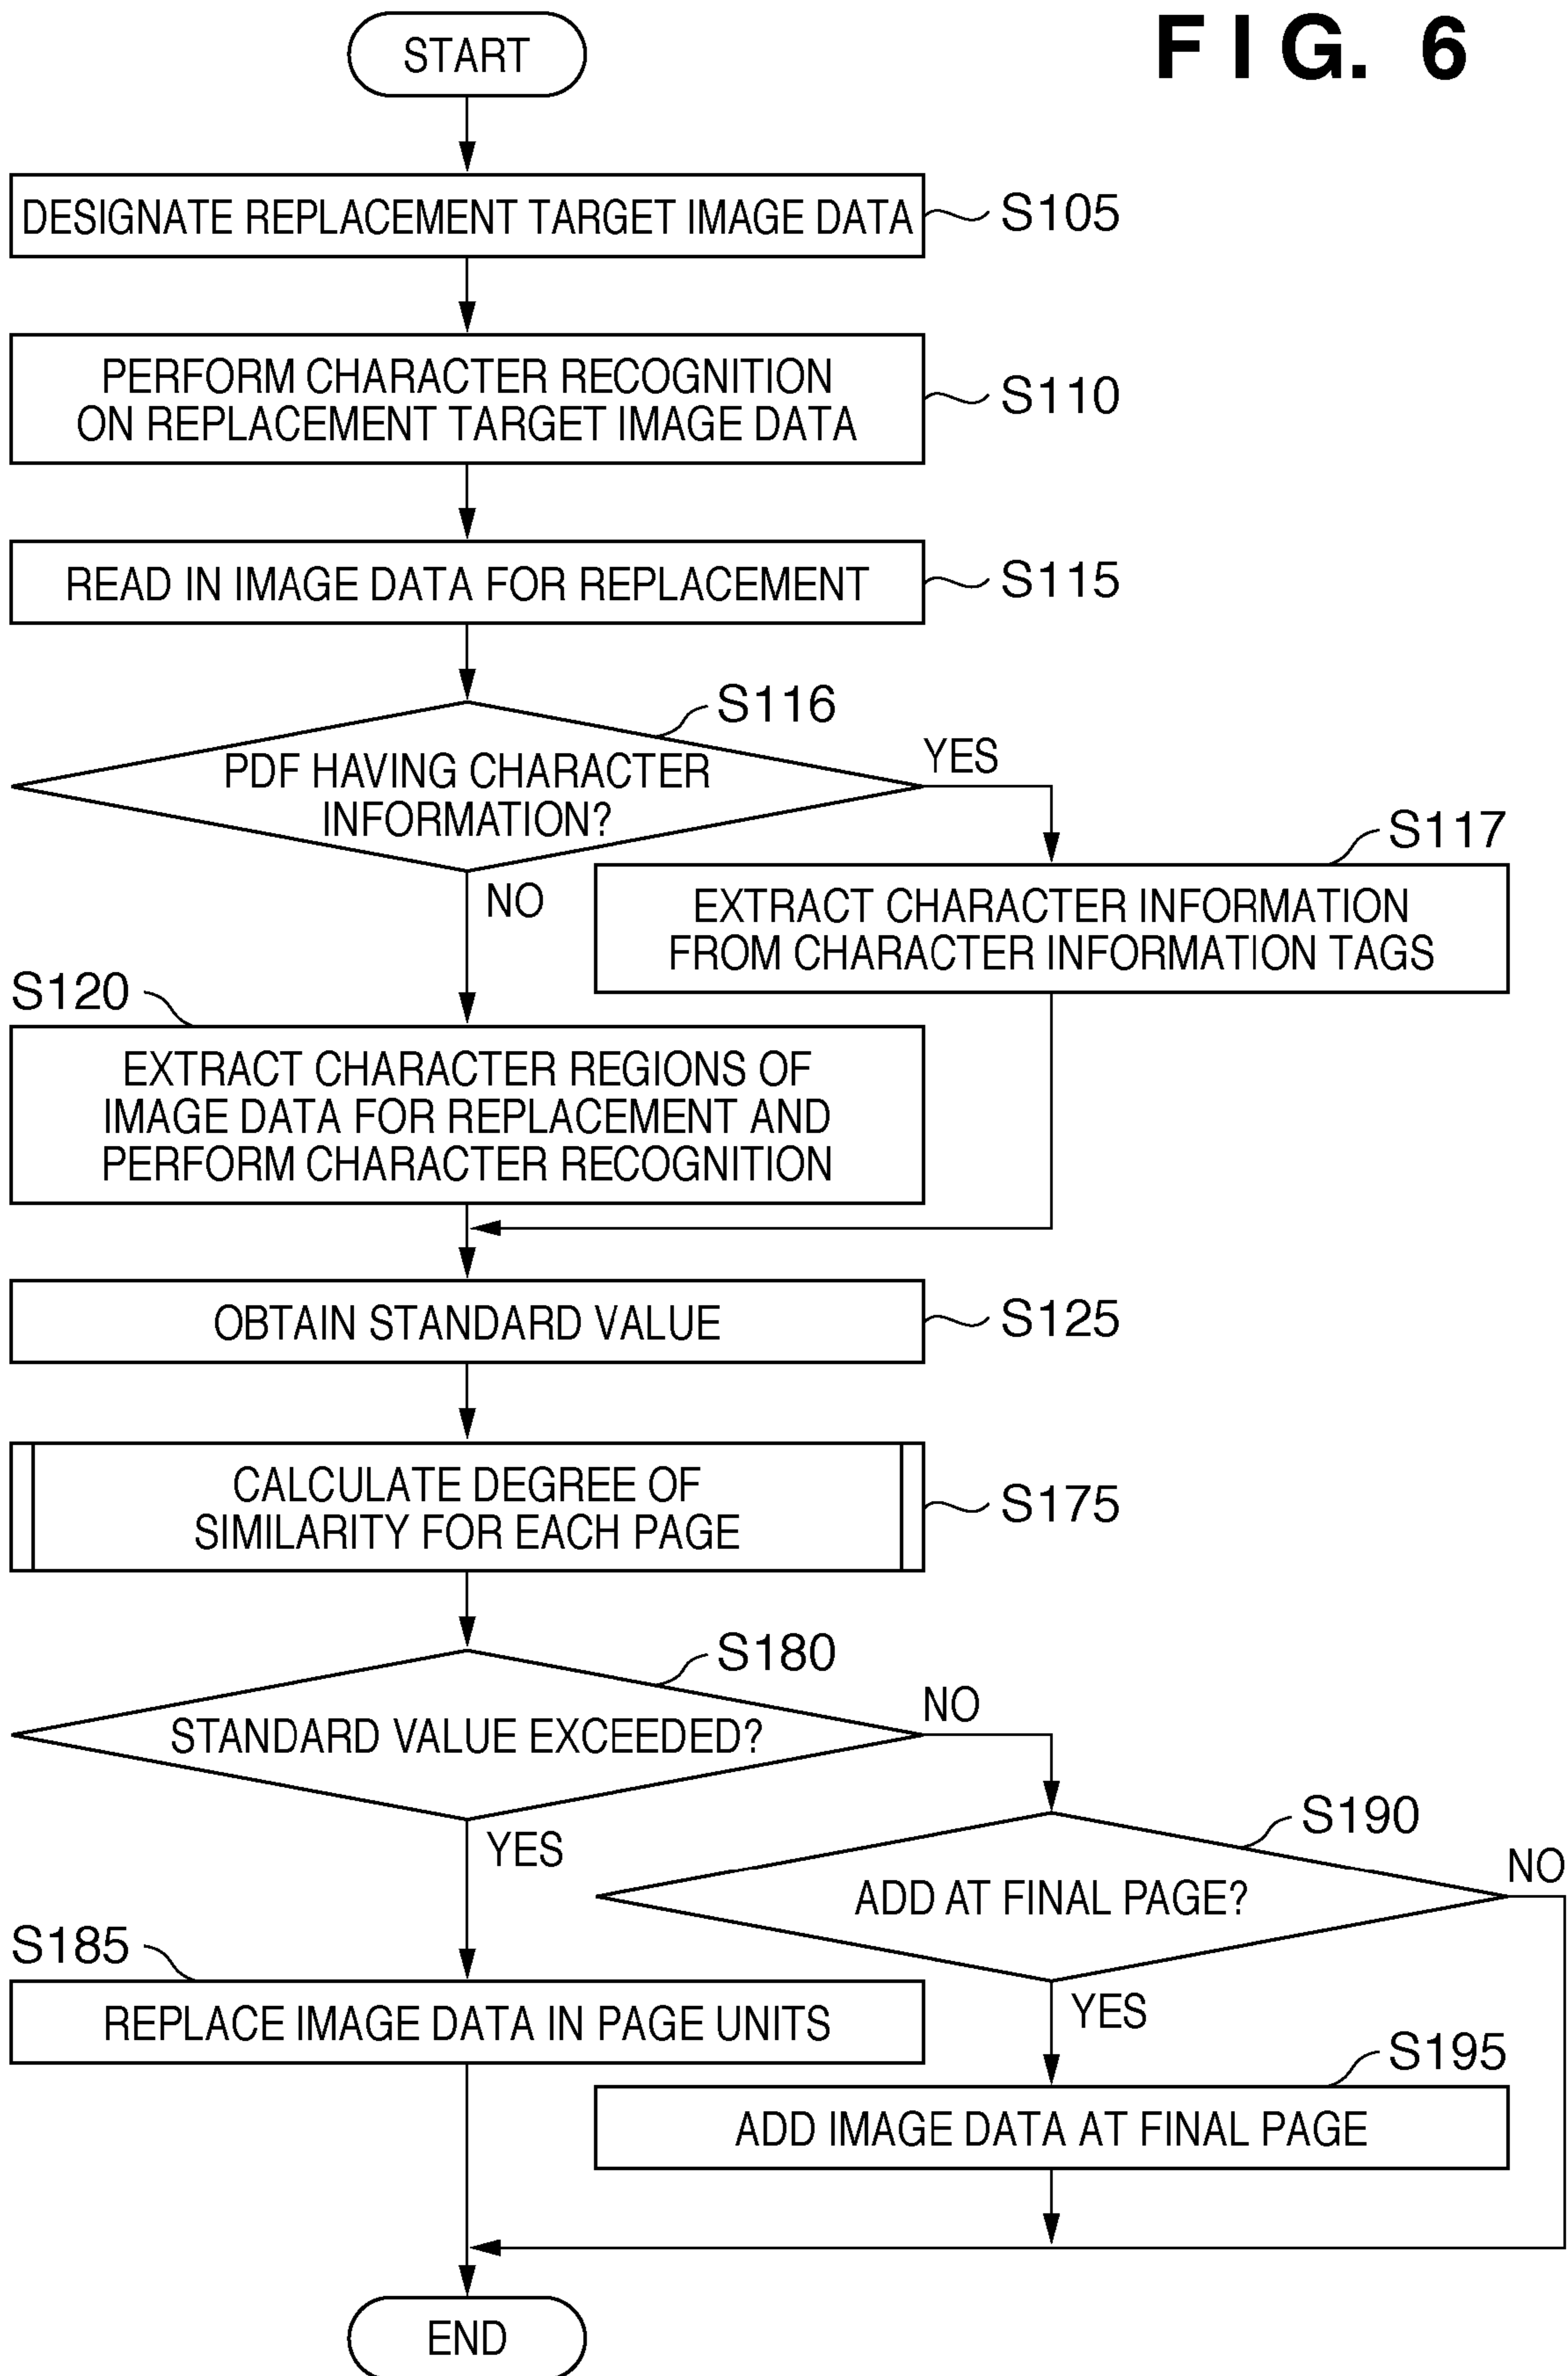 FIG. 6
START
DESIGNATE REPLACEMENT TARGET IMAGE DATA
S105
PERFORM CHARACTER RECOGNITION
ON REPLACEMENT TARGET IMAGE DATA
S110
READ IN IMAGE DATA FOR REPLACEMENT
S115
S116
PDF HAVING CHARACTER
INFORMATION?
YES
NO
S117
EXTRACT CHARACTER INFORMATION
FROM CHARACTER INFORMATION TAGS
S120
EXTRACT CHARACTER REGIONS OF
IMAGE DATA FOR REPLACEMENT AND
PERFORM CHARACTER RECOGNITION
OBTAIN STANDARD VALUE
S125
CALCULATE DEGREE OF
SIMILARITY FOR EACH PAGE
S175
S180
STANDARD VALUE EXCEEDED?
NO
YES
S190
ADD AT FINAL PAGE?
NO
YES
S185
REPLACE IMAGE DATA IN PAGE UNITS
S195
ADD IMAGE DATA AT FINAL PAGE
END